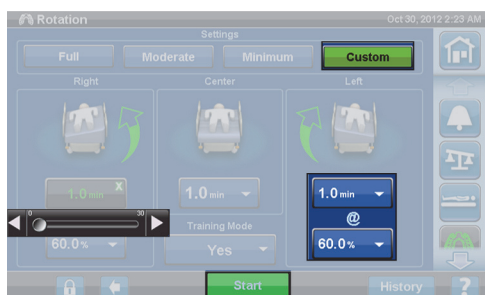 Rotation Oct 30, 2012 2:23 AM
Settings
Full Moderate Minimum Custom
Right Center Left
1.0 min X 1.0 min 1.0 min
0 30 @
Training Mode
60.0% Yes 60.0%
Start History ?